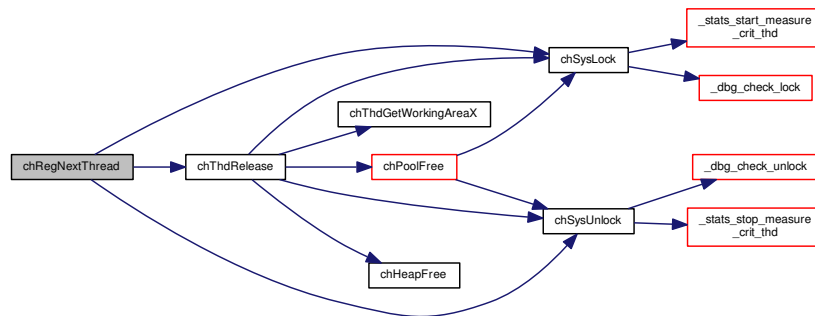 _stats_start_measure
_crit_thd
chSysLock
_dbg_check_lock
chThdGetWorkingAreaX
chRegNextThread
chThdRelease
chPoolFree
_dbg_check_unlock
chSysUnlock
_stats_stop_measure
_crit_thd
chHeapFree